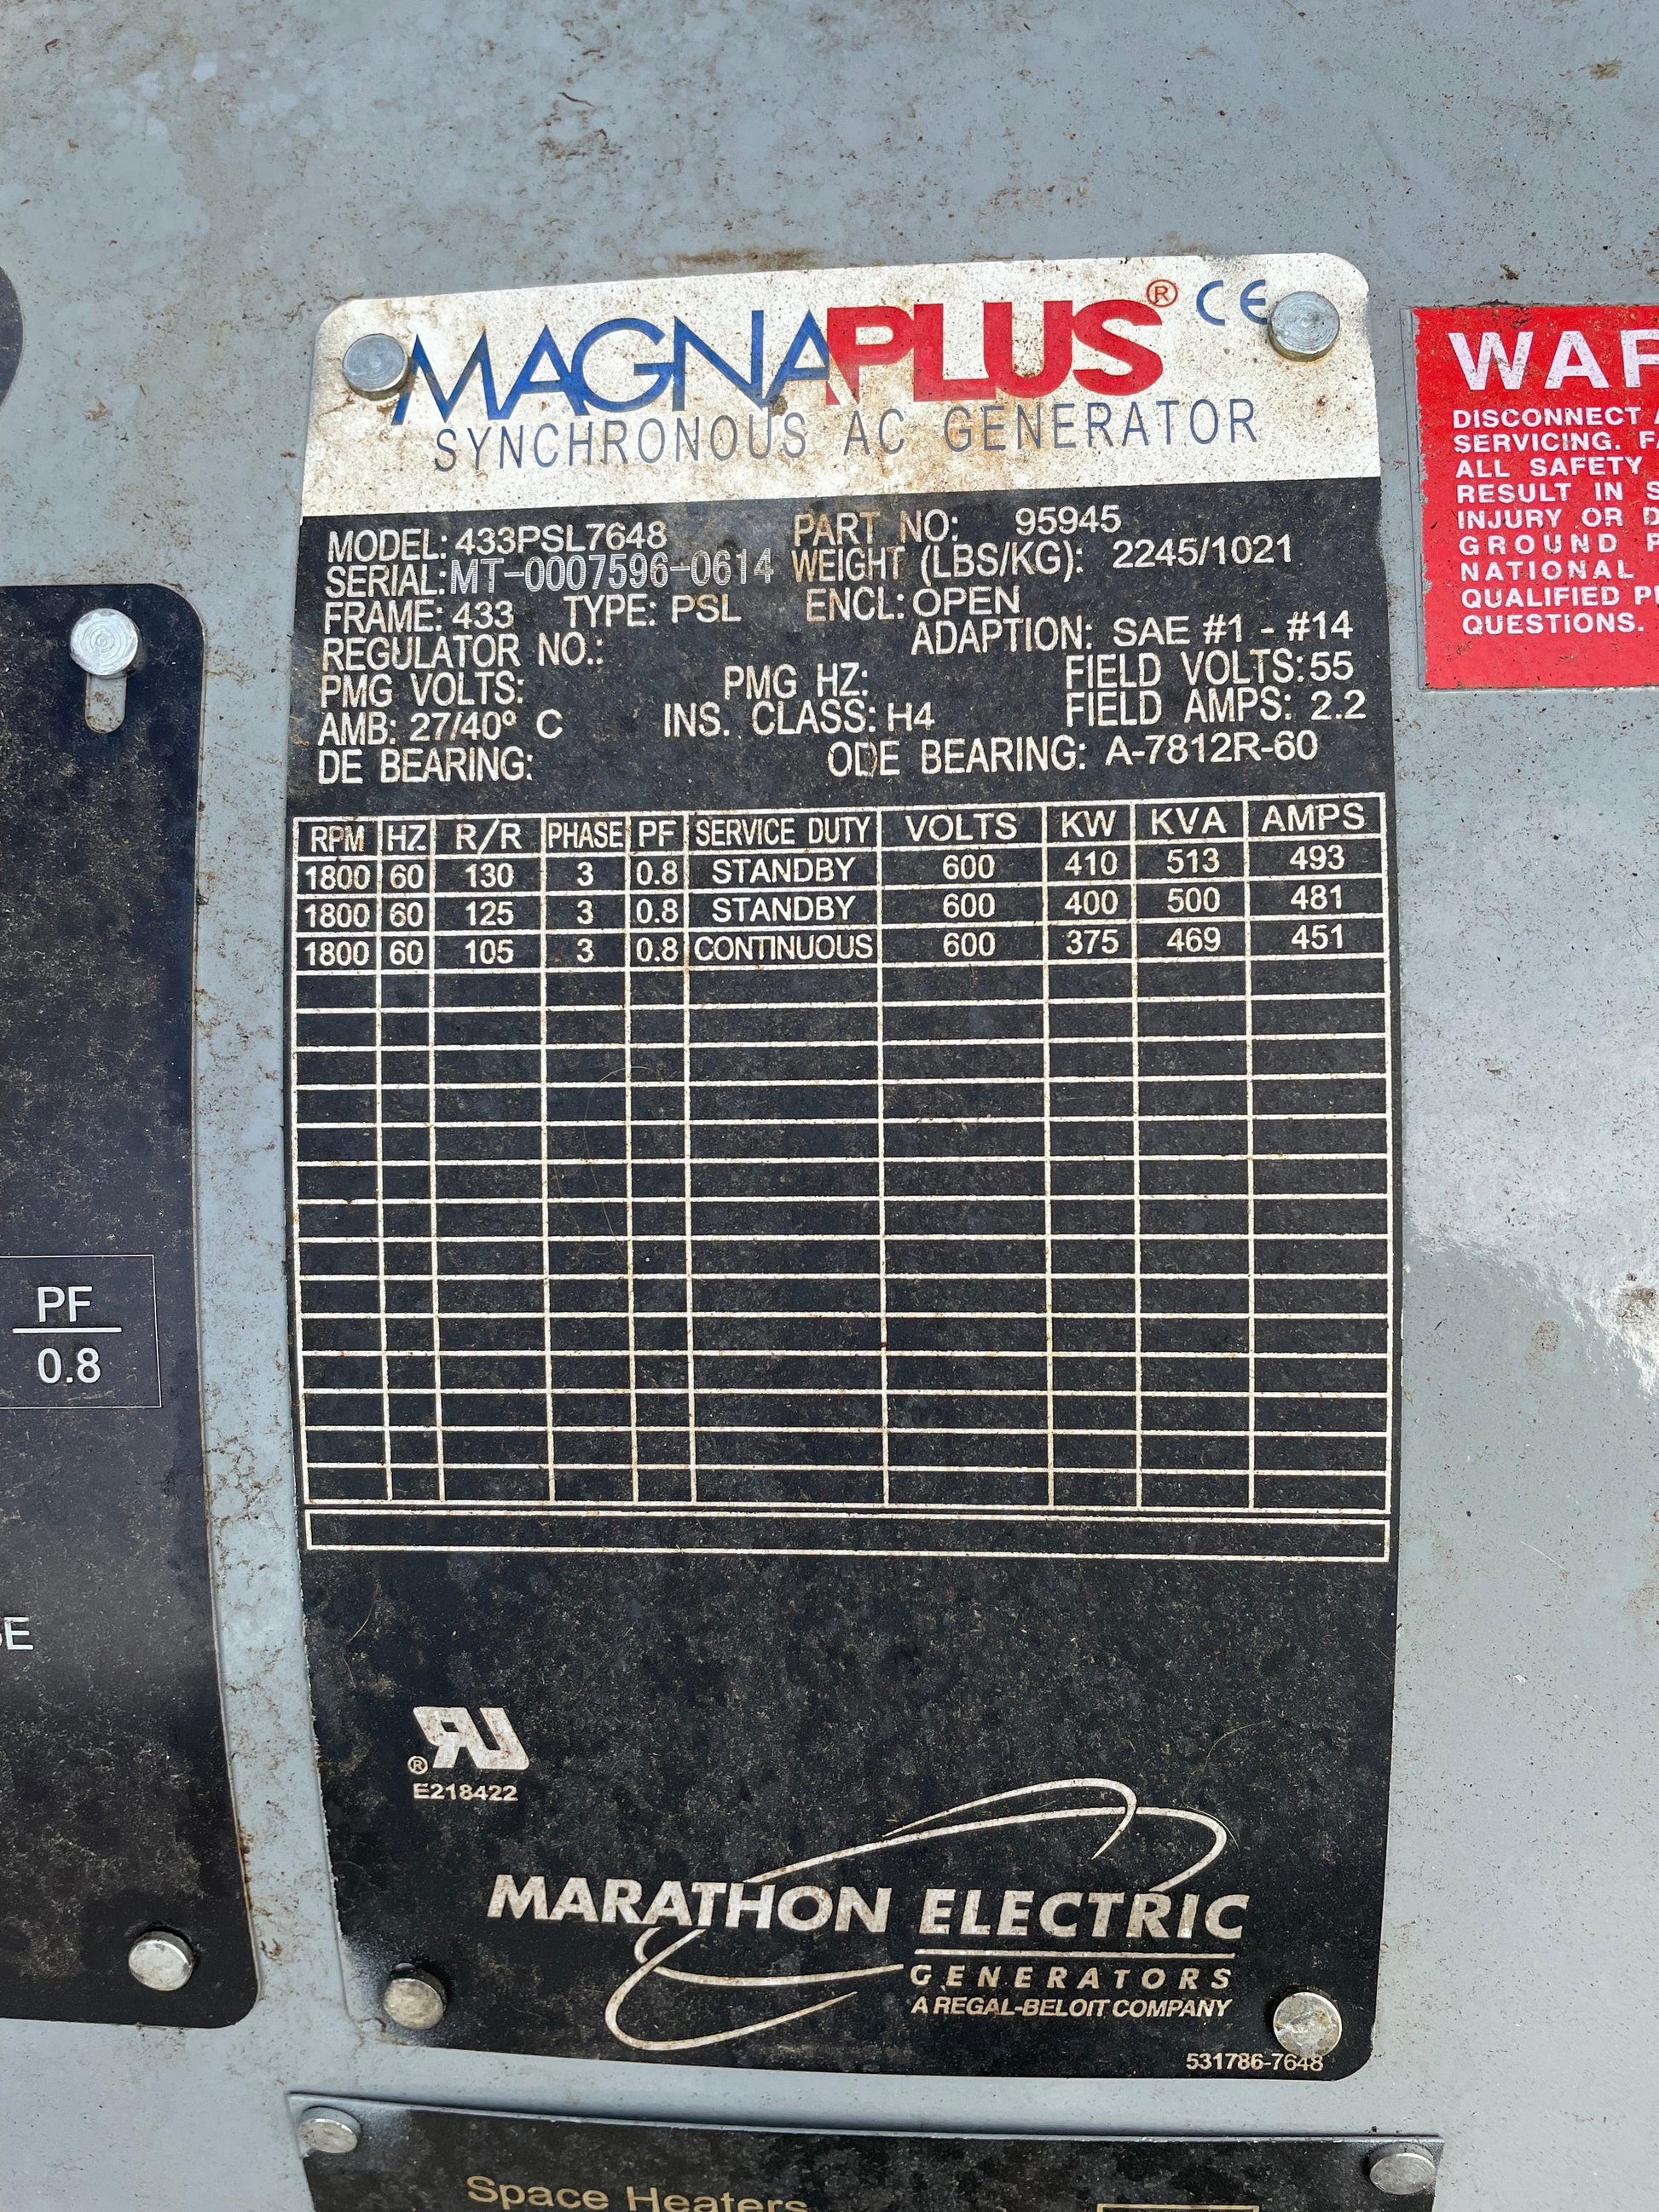 MAGNAPLUS® CE
SYNCHRONOUS AC GENERATOR
MODEL: 433PSL7648 PART NO: 95945
SERIAL: MT-0007596-0614 WEIGHT (LBS/KG): 2245/1021
FRAME: 433 TYPE: PSL ENCL: OPEN
REGULATOR NO.: ADAPTION: SAE #1 - #14
PMG VOLTS: PMG HZ: FIELD VOLTS: 55
AMB: 27/40° C INS. CLASS: H4 FIELD AMPS: 2.2
DE BEARING: ODE BEARING: A-7812R-60
RPM HZ R/R PHASE PF SERVICE DUTY VOLTS KW KVA AMPS
1800 60 130 3 0.8 STANDBY 600 410 513 493
1800 60 125 3 0.8 STANDBY 600 400 500 481
1800 60 105 3 0.8 CONTINUOUS 600 375 469 451
®
E218422
MARATHON ELECTRIC
GENERATORS
A REGAL-BELOIT COMPANY
531786-7648
PF
0.8
DISCONNECT
SERVICING.
ALL SAFETY
RESULT IN
INJURY OR
GROUND
NATIONAL
QUALIFIED
QUESTIONS.
Space Heaters